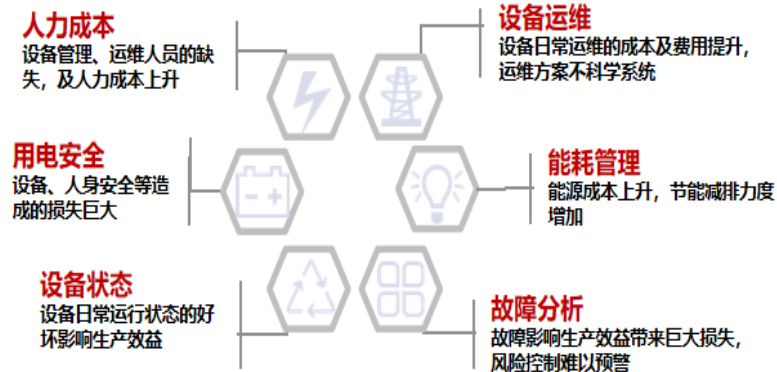 人力成本
设备管理、运维人员的缺
失，及人力成本上升
设备运维
设备日常运维的成本及费用提升，
运维方案不科学系统
用电安全
设备、人身安全等造
成的损失巨大
能耗管理
能源成本上升，节能减排力度
增加
设备状态
设备日常运行状态的好
坏影响生产效益
故障分析
故障影响生产效益带来巨大损失，
风险控制难以预警